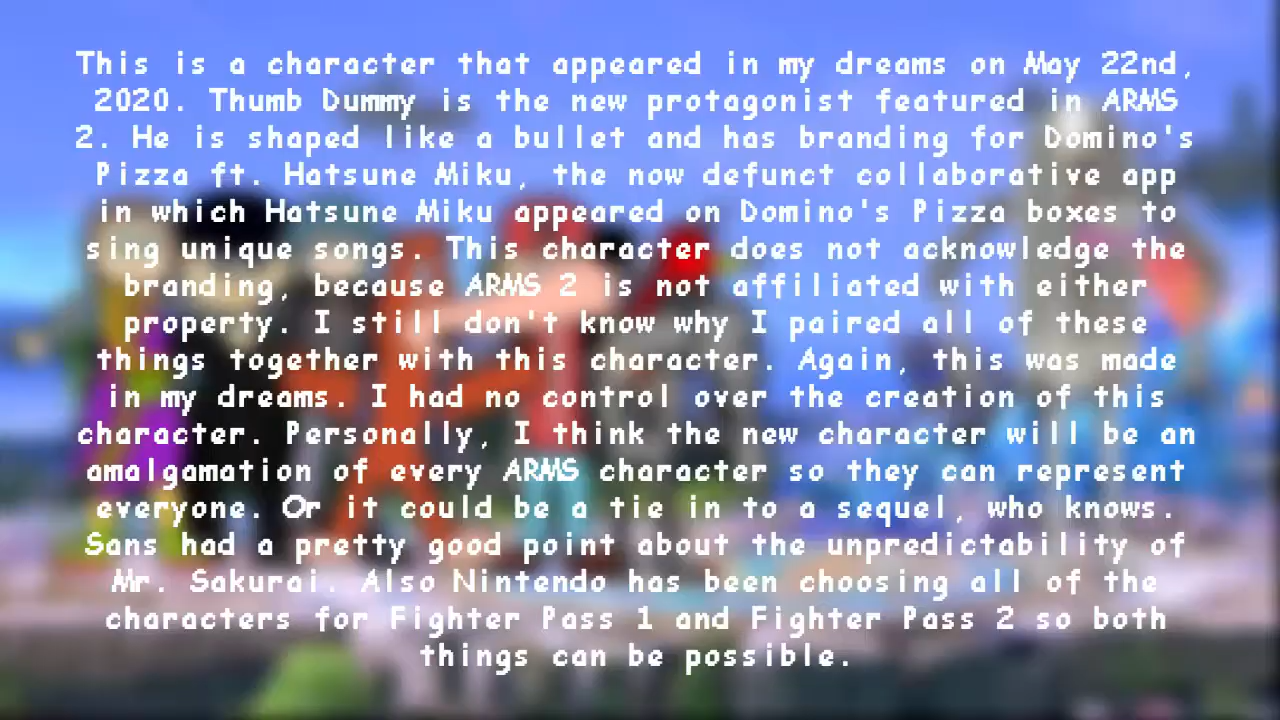 This is a character that appeared in my dreams on May 22nd,
2020. Thumb Dummy is the new protagonist featured in ARMS
2. He is shaped like a bullet and has branding for Domino's
Pizza ft. Hatsune Miku, the now defunct collaborative app
in which Hatsune Miku appeared on Domino's Pizza boxes to
sing unique songs. This character does not acknowledge the
branding, because ARMS 2 is not affiliated with either
property. I still don't know why I paired all of these
things together with this character. Again, this was made
in my dreams. I had no control over the creation of this
character. Personally, I think the new character will be an
amalgamation of every ARMS character so they can represent
everyone. Or it could be a tie in to a sequel, who knows.
Sans had a pretty good point about the unpredictability of
Mr. Sakurai. Also Nintendo has been choosing all of the
characters for Fighter Pass 1 and Fighter Pass 2 so both
things can be possible.